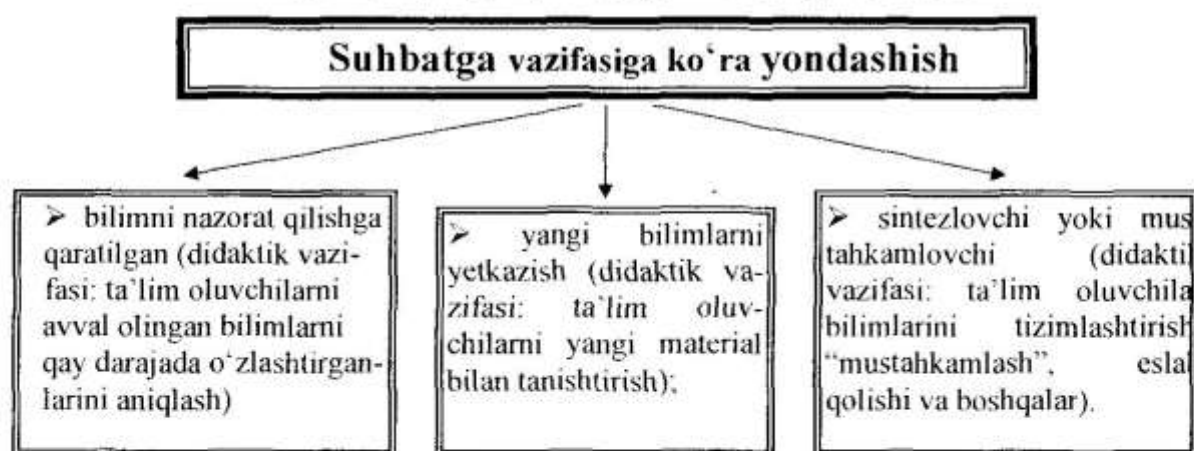 Suhbatga vazifasiga ko‘ra yondashish
➢ bilimni nazorat qilishga
qaratilgan (didaktik vazi-
fasi: ta`lim oluvchilarni
avval olingan bilimlarni
qay darajada o‘zlashtirgan-
larini aniqlash)
➢ yangi bilimlarni
yetkazish (didaktik va-
zifasi: ta`lim oluv-
chilarni yangi material
bilan tanishtirish);
➢ sintezlovchi yoki mus
tahkamlovchi (didakti
vazifasi: ta`lim oluvchila
bilimlarini tizimlashtirish
“mustahkamlash”, esla
qolishi va boshqalar).